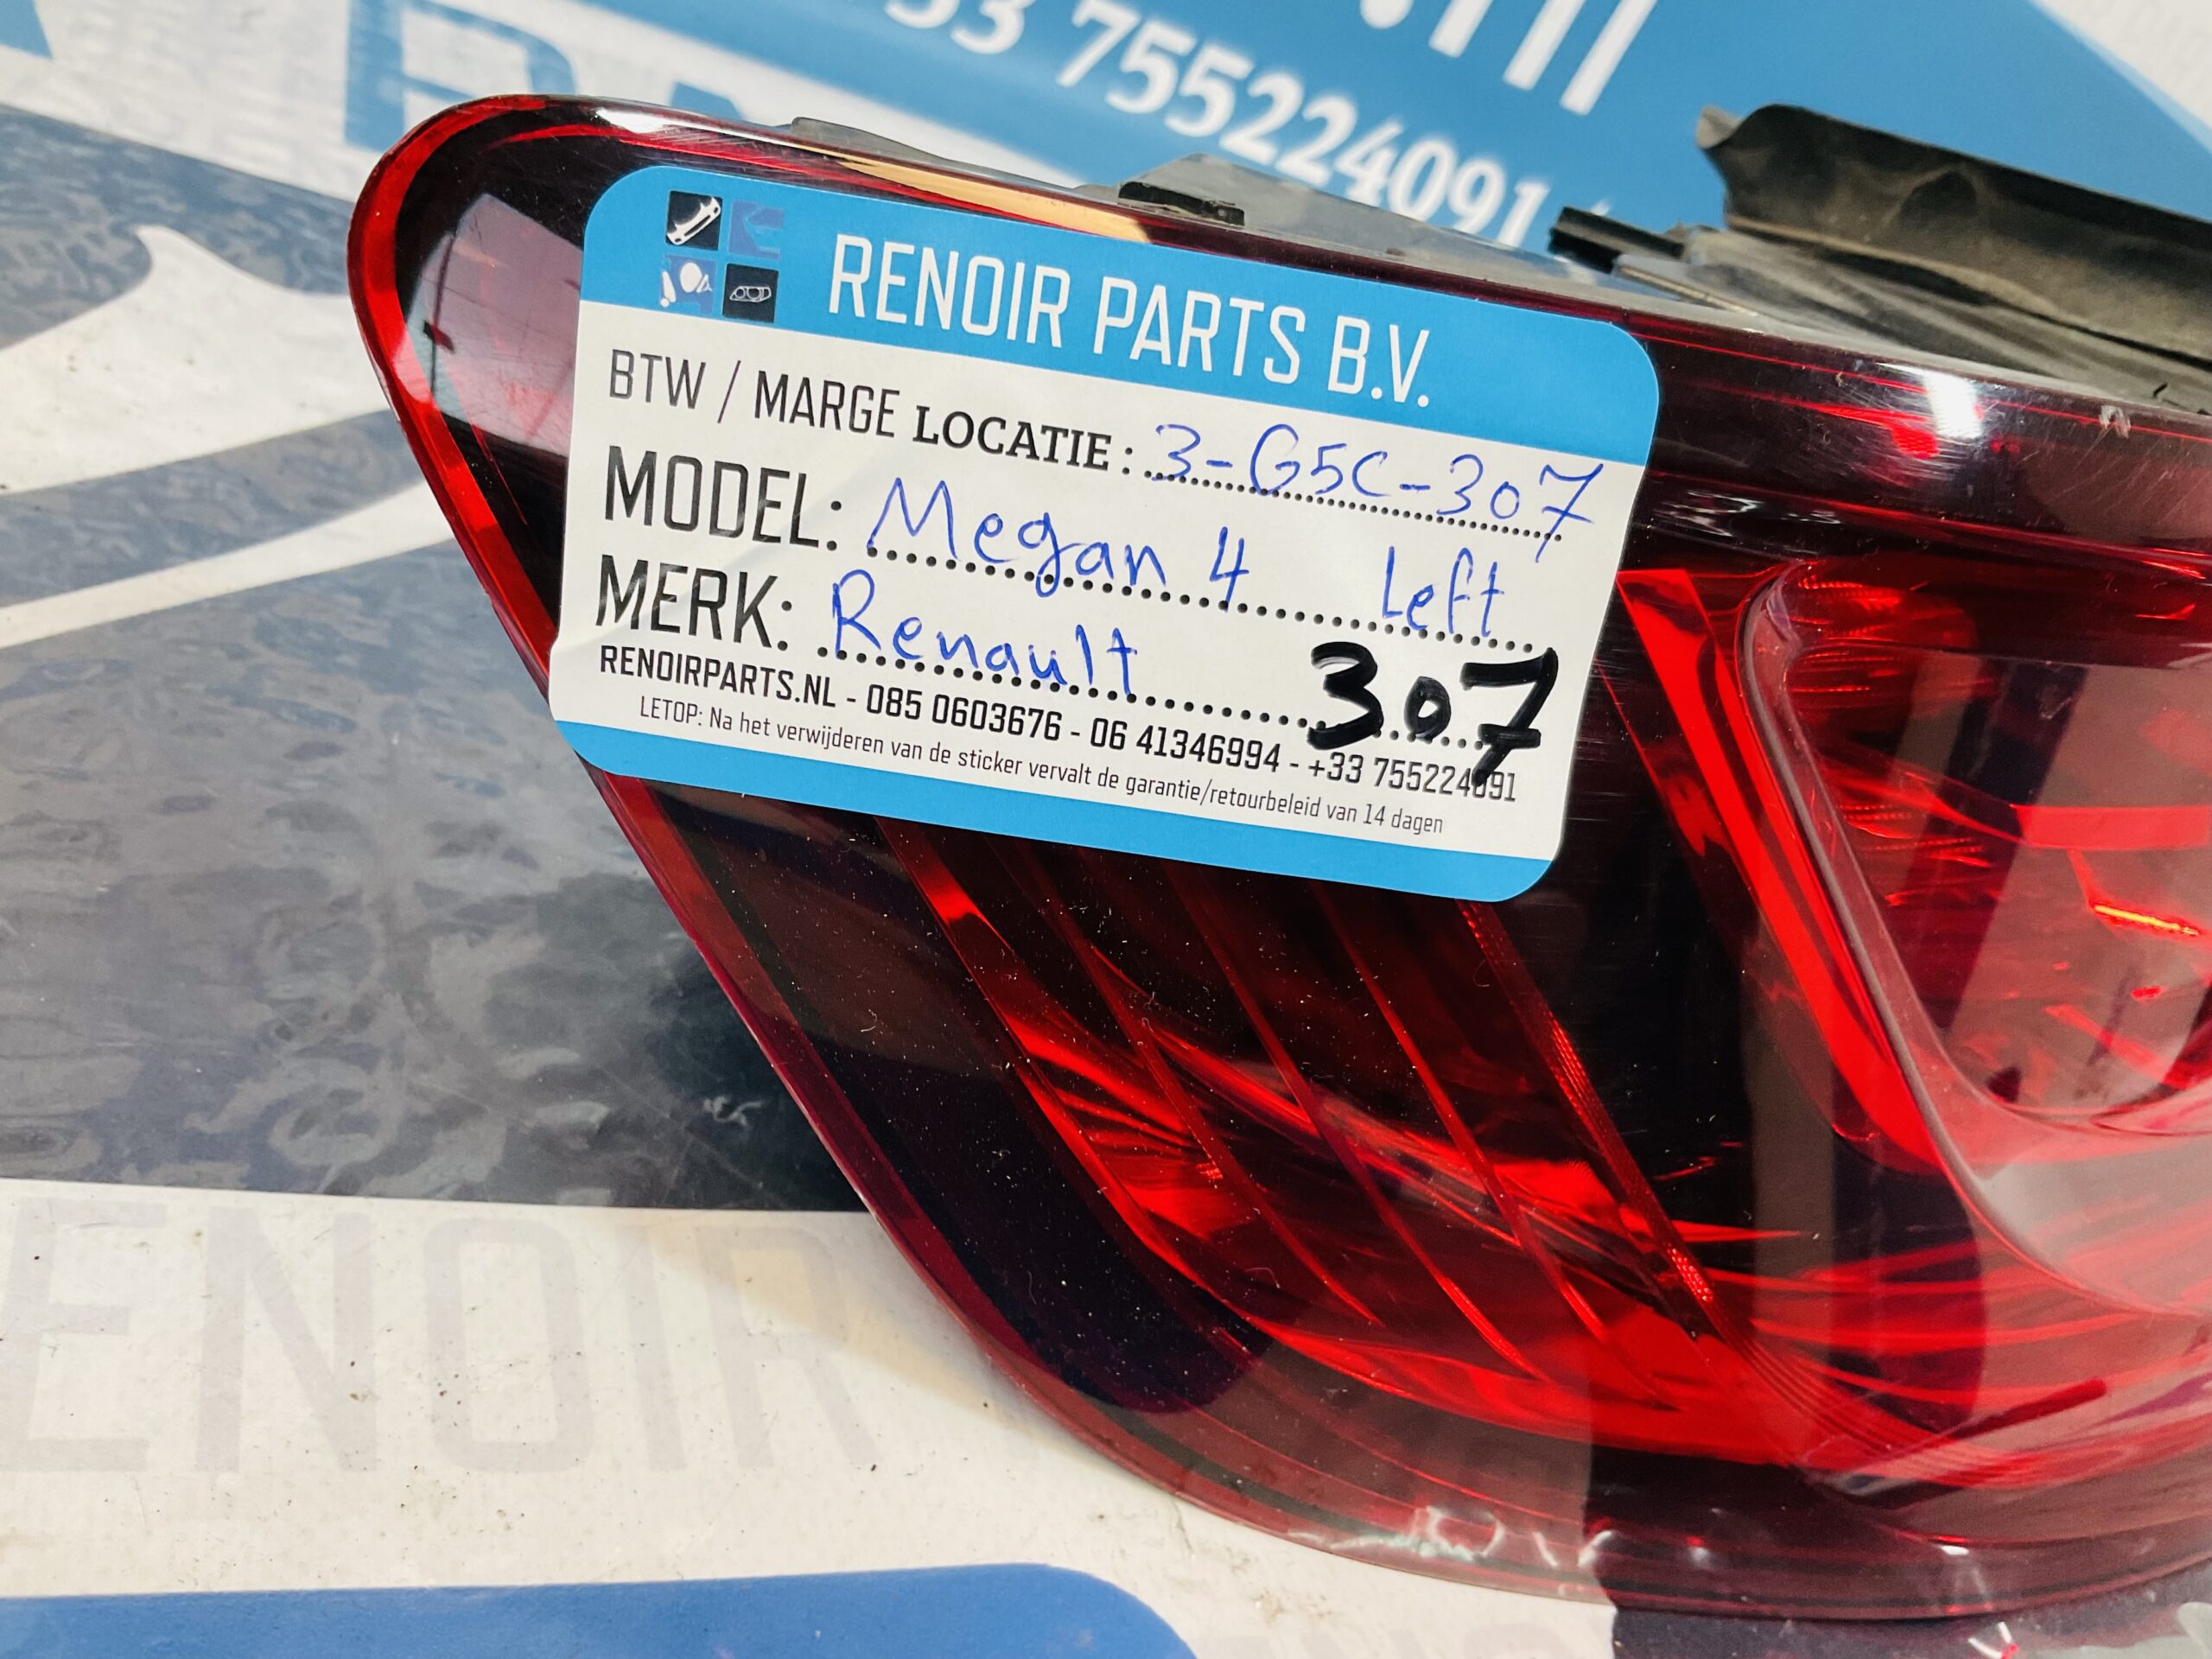 33 755224091
RENOIR PARTS B.V.
BTW / MARGE LOCATIE: 3-G5C-307
MODEL: Megan 4 Left
MERK: Renault 307
RENOIRPARTS.NL - 085 0603676 - 06 41346994 - +33 755224091
LETOP: Na het verwijderen van de sticker vervalt de garantie/retourbeleid van 14 dagen
ENOIR